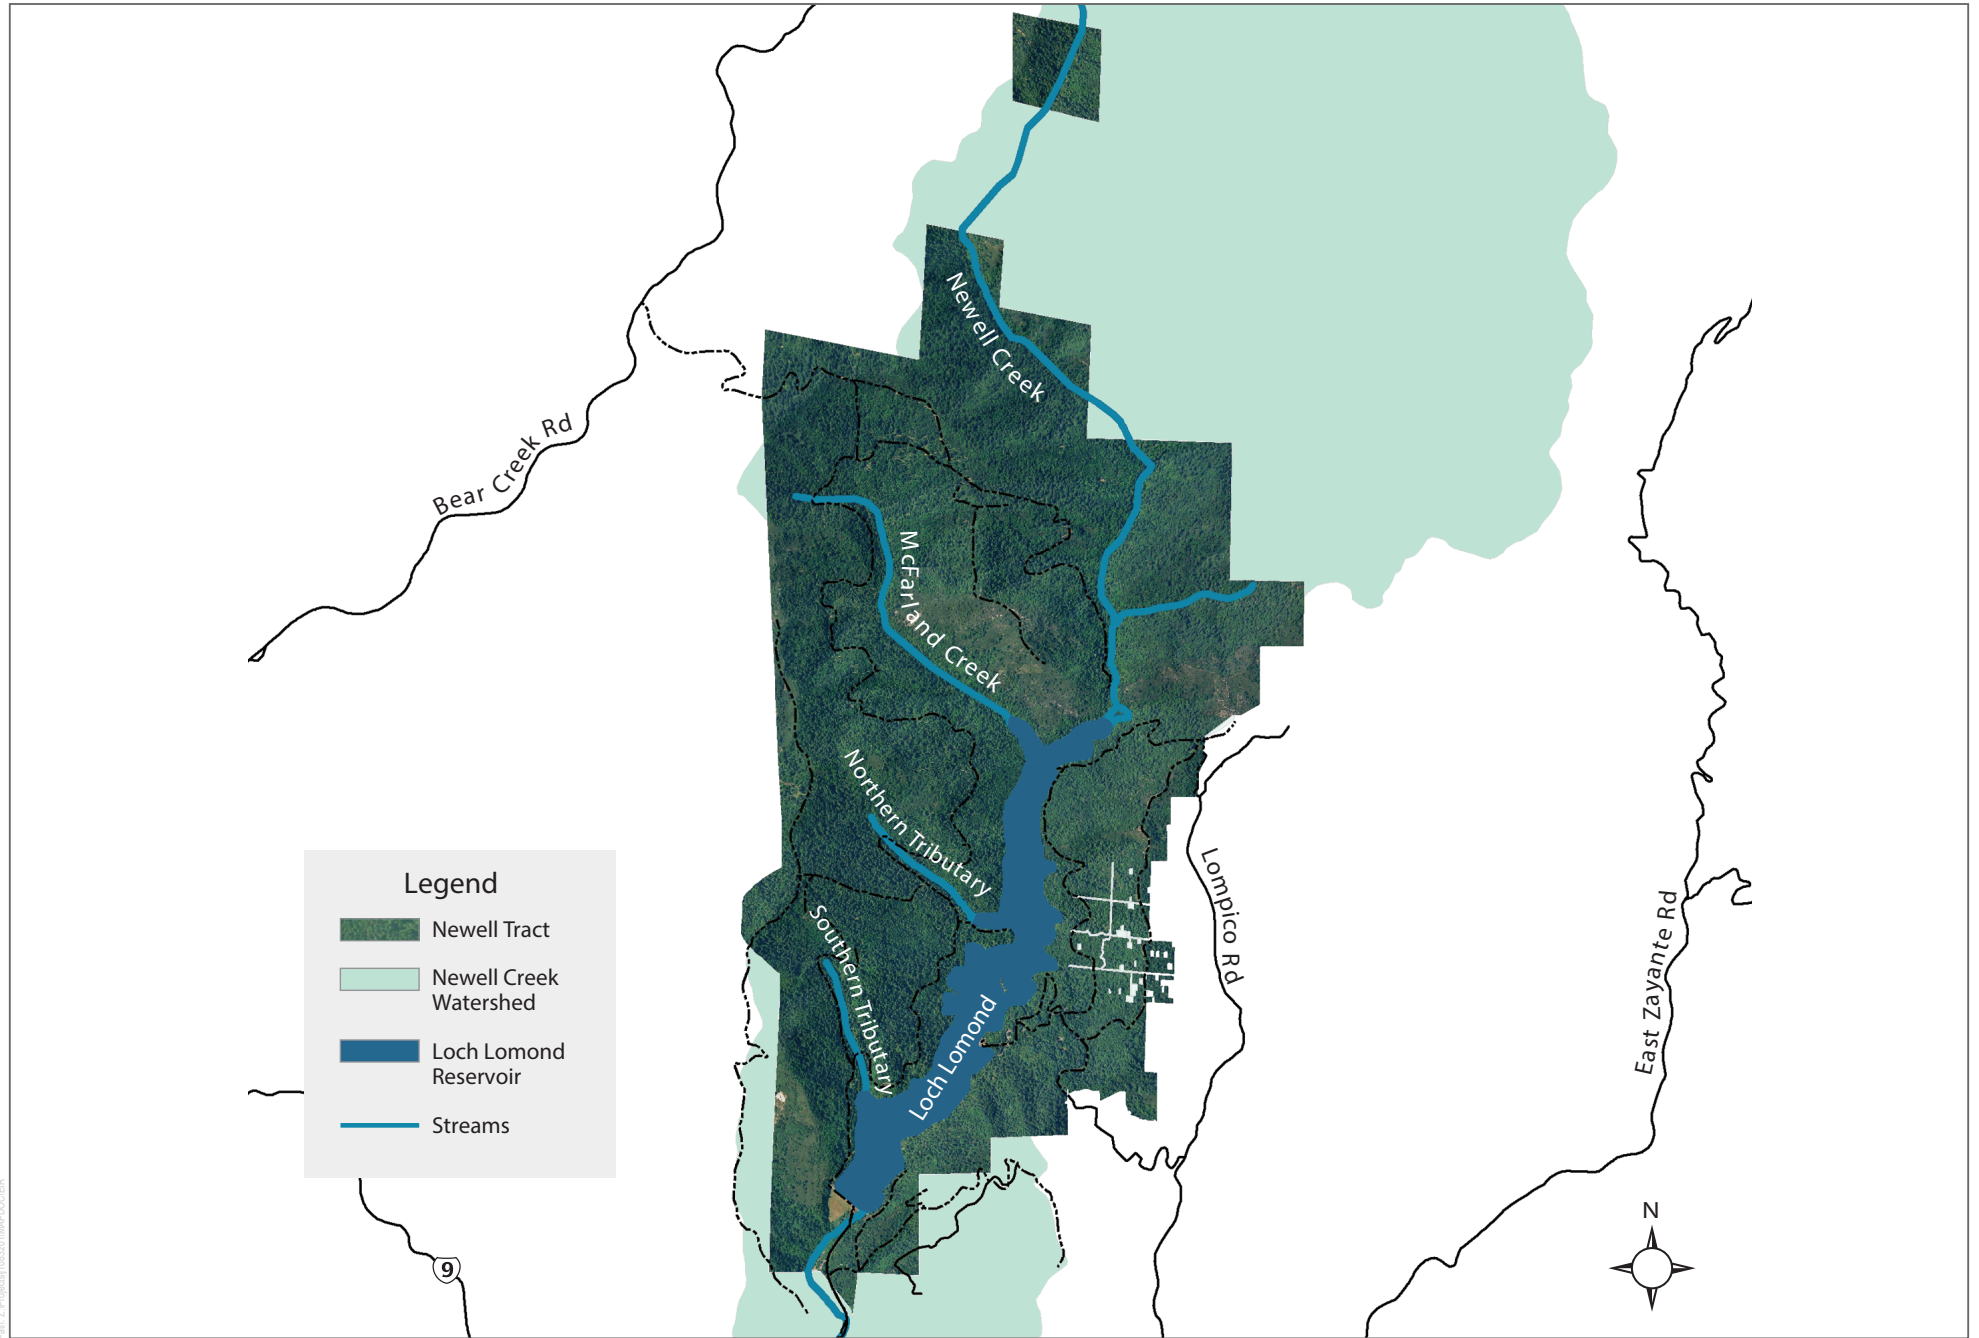 Newell Creek
Bear Creek Rd
McFarland Creek
Northern Tributary
Southern Tributary
Loch Lomond
Lompico Rd
East Zayante Rd
Legend
Newell Tract
Newell Creek
Watershed
Loch Lomond
Reservoir
Streams
9
N